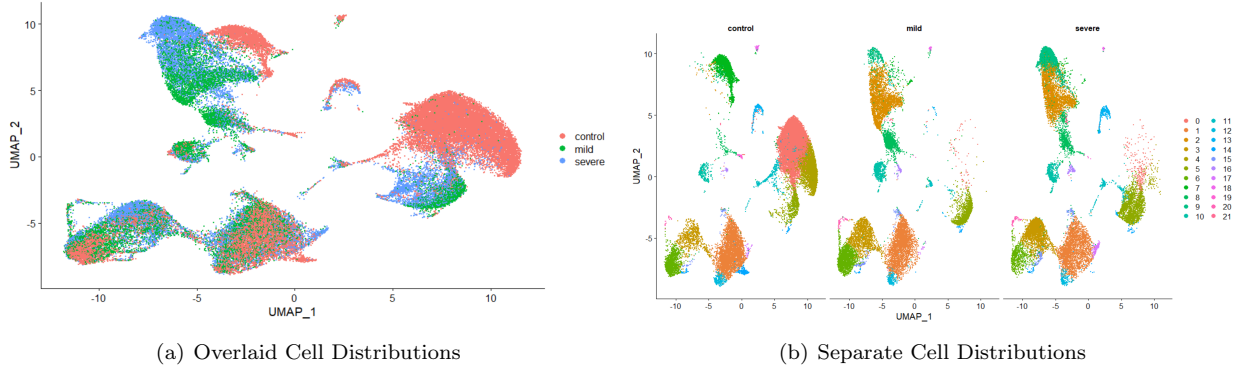 control mild severe
10
5
0
-5
UMAP_2
-10 -5 0 5 10
UMAP_1
control
mild
severe
10
5
0
-5
UMAP_2
-10 -5 0 5 10 -10 -5 0 5 10 -10 -5 0 5 10
UMAP_1
0 11
1 12
2 13
3 14
4 15
5 16
6 17
7 18
8 19
9 20
10 21
(a) Overlaid Cell Distributions
(b) Separate Cell Distributions